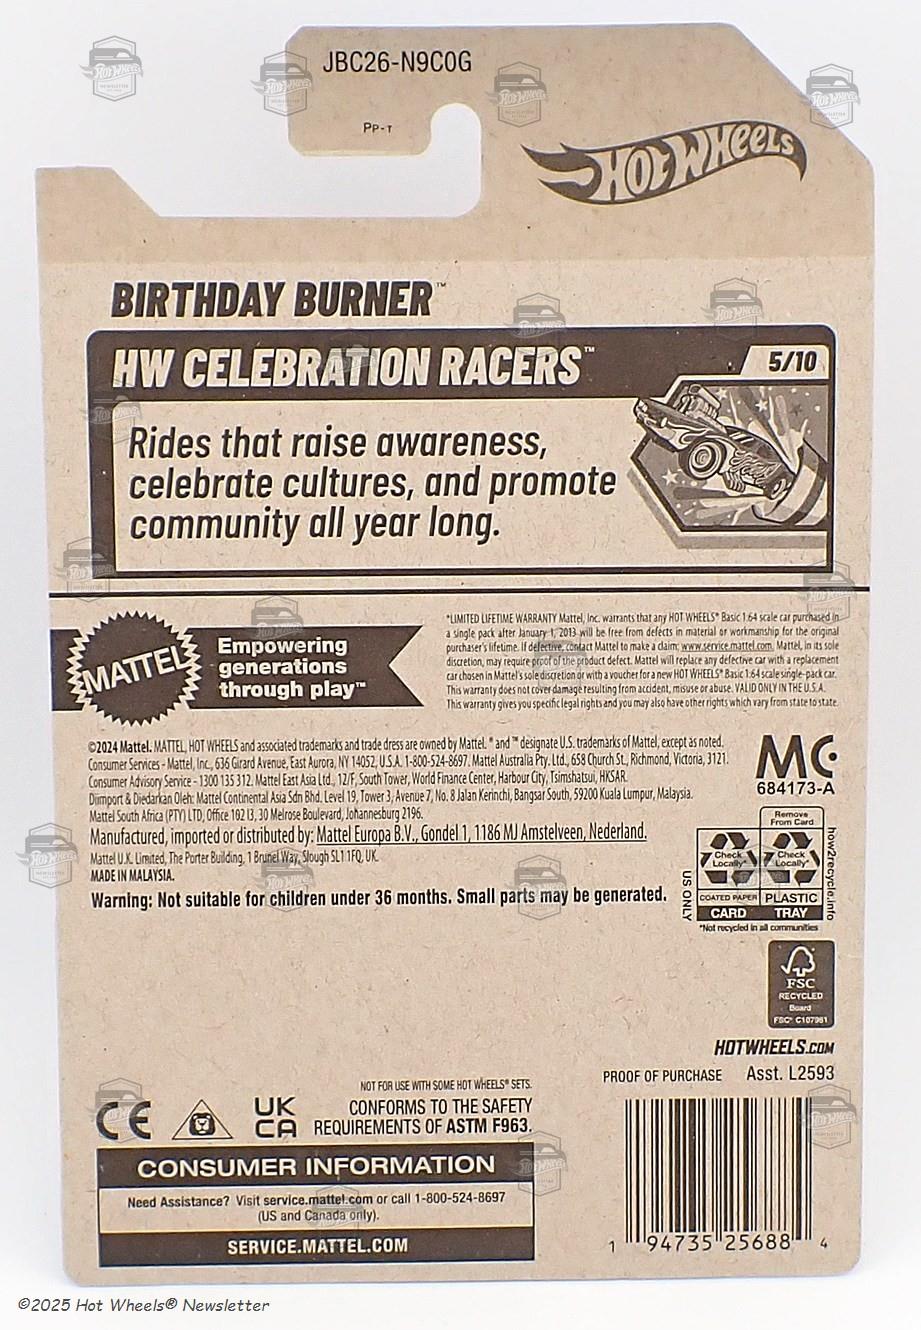 JBC26-N9C0G
PP-T
HOT WHEELS
BIRTHDAY BURNER™
HW CELEBRATION RACERS™
5/10
Rides that raise awareness,
celebrate cultures, and promote
community all year long.
MATTEL
Empowering
generations
through play™
*LIMITED LIFETIME WARRANTY Mattel, Inc. warrants that any HOT WHEELS® Basic 1:64 scale car purchased in
a single pack after January 1, 2013 will be free from defects in material or workmanship for the original
purchaser's lifetime. If defective, contact Mattel to make a claim; www.service.mattel.com. Mattel, in its sole
discretion, may require proof of the product defect. Mattel will replace any defective car with a replacement
car chosen in Mattel's sole discretion or with a voucher for a new HOT WHEELS® Basic 1:64 scale single-pack car.
This warranty does not cover damage resulting from accident, misuse or abuse. VALID ONLY IN THE U.S.A.
This warranty gives you specific legal rights and you may also have other rights which vary from state to state.
©2024 Mattel. MATTEL, HOT WHEELS and associated trademarks and trade dress are owned by Mattel. ® and ™ designate U.S. trademarks of Mattel, except as noted.
Consumer Services - Mattel, Inc., 636 Girard Avenue, East Aurora, NY 14052, U.S.A. 1-800-524-8697. Mattel Australia Pty. Ltd., 658 Church St., Richmond, Victoria, 3121.
Consumer Advisory Service - 1300 135 312. Mattel East Asia Ltd., 12/F, South Tower, World Finance Center, Harbour City, Tsimshatsui, HKSAR.
Diimport & Diedarkan Oleh: Mattel Continental Asia Sdn Bhd. Level 19, Tower 3, Avenue 7, No. 8 Jalan Kerinchi, Bangsar South, 59200 Kuala Lumpur, Malaysia.
Mattel South Africa (PTY) LTD, Office 102 I3, 30 Melrose Boulevard, Johannesburg 2196.
Manufactured, imported or distributed by: Mattel Europa B.V., Gondel 1, 1186 MJ Amstelveen, Nederland.
Mattel U.K. Limited, The Porter Building, 1 Brunel Way, Slough SL1 1FQ, UK.
MADE IN MALAYSIA.
Warning: Not suitable for children under 36 months. Small parts may be generated.
MC
684173-A
Remove
From Card
Check
Locally*
Check
Locally*
COATED PAPER
PLASTIC
CARD
TRAY
US ONLY
how2recycle.info
*Not recycled in all communities
FSC
RECYCLED
Board
FSC® C107981
HOTWHEELS.COM
PROOF OF PURCHASE
Asst. L2593
NOT FOR USE WITH SOME HOT WHEELS® SETS.
CE
UK
CA
CONFORMS TO THE SAFETY
REQUIREMENTS OF ASTM F963.
CONSUMER INFORMATION
Need Assistance? Visit service.mattel.com or call 1-800-524-8697
(US and Canada only).
SERVICE.MATTEL.COM
1 94735 25688 4
©2025 Hot Wheels® Newsletter